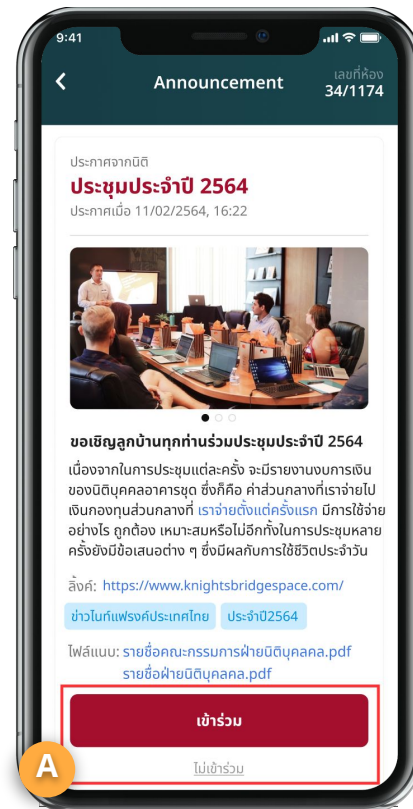 9:41
Announcement
เลขที่ห้อง
34/1174
ประกาศจากนิติ
ประชุมประจำปี 2564
ประกาศเมื่อ 11/02/2564, 16:22
ขอเชิญลูกบ้านทุกท่านร่วมประชุมประจำปี 2564
เนื่องจากในการประชุมแต่ละครั้ง จะมีรายงานงบการเงิน
ของนิติบุคคลอาคารชุด ซึ่งก็คือ ค่าส่วนกลางที่เราจ่ายไป
เงินกองทุนส่วนกลางที่ เราจ่ายตั้งแต่ครั้งแรก มีการใช้จ่าย
อย่างไร ถูกต้อง เหมาะสมหรือไม่อีกทั้งในการประชุมหลาย
ครั้งยังมีข้อเสนอต่าง ๆ ซึ่งมีผลกับการใช้ชีวิตประจำวัน
ลิ้งค์: https://www.knightsbridgespace.com/
ข่าวไนท์แฟรงค์ประเทศไทย ประจำปี2564
ไฟล์แนบ: รายชื่อคณะกรรมการฝ่ายนิติบุคลคล.pdf
รายชื่อฝ่ายนิติบุคลคล.pdf
เข้าร่วม
ไม่เข้าร่วม
A